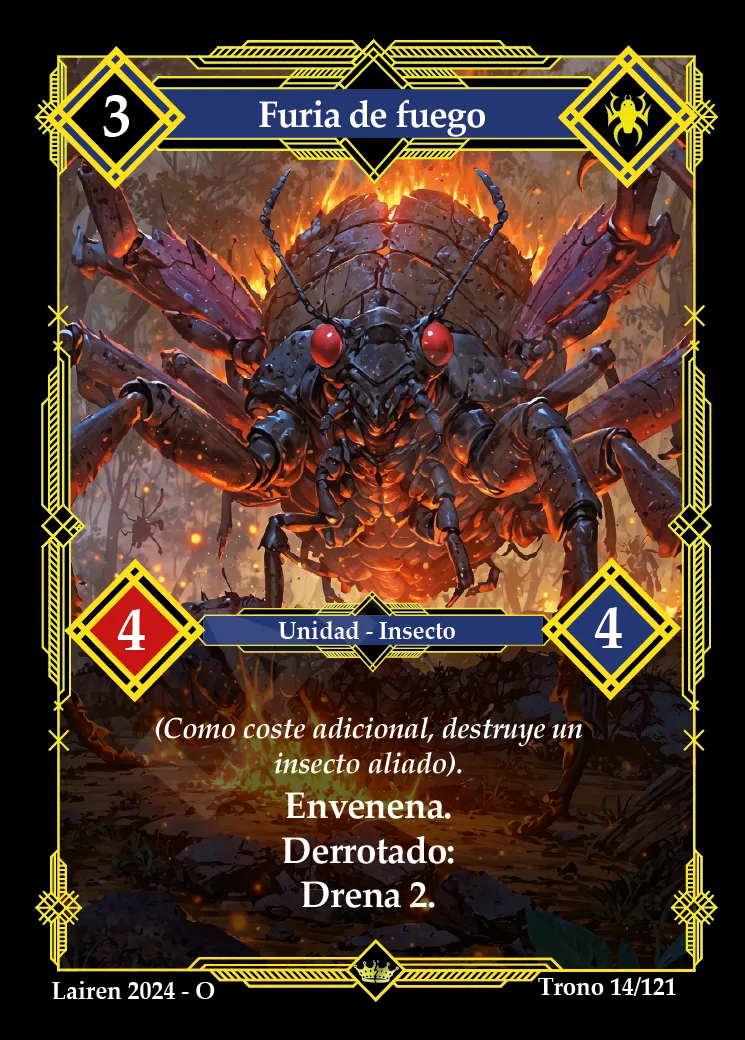 3
Furia de fuego
4
Unidad - Insecto
4
(Como coste adicional, destruye un
insecto aliado).
Envenena.
Derrotado:
Drena 2.
Lairen 2024 - O
Trono 14/121